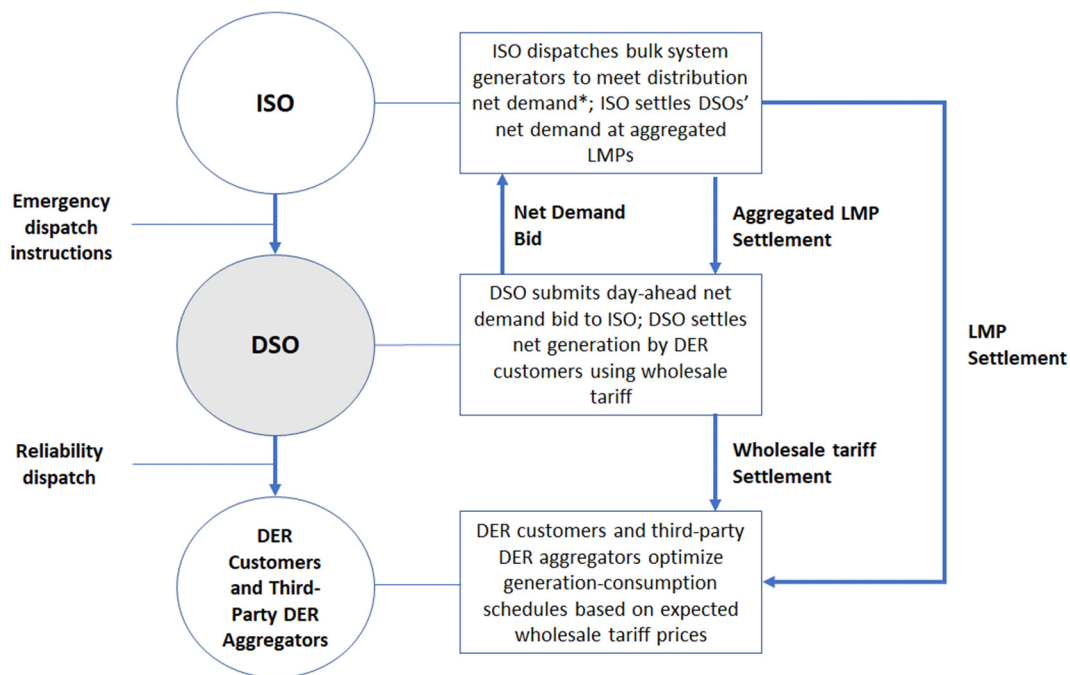 ISO
ISO dispatches bulk system
generators to meet distribution
net demand*; ISO settles DSOs'
net demand at aggregated
LMPs
Emergency
dispatch
instructions
Net Demand
Bid
Aggregated LMP
Settlement
LMP
Settlement
DSO
DSO submits day-ahead net
demand bid to ISO; DSO settles
net generation by DER
customers using wholesale
tariff
Reliability
dispatch
Wholesale tariff
Settlement
DER
Customers
and Third-
Party DER
Aggregators
DER customers and third-party
DER aggregators optimize
generation-consumption
schedules based on expected
wholesale tariff prices